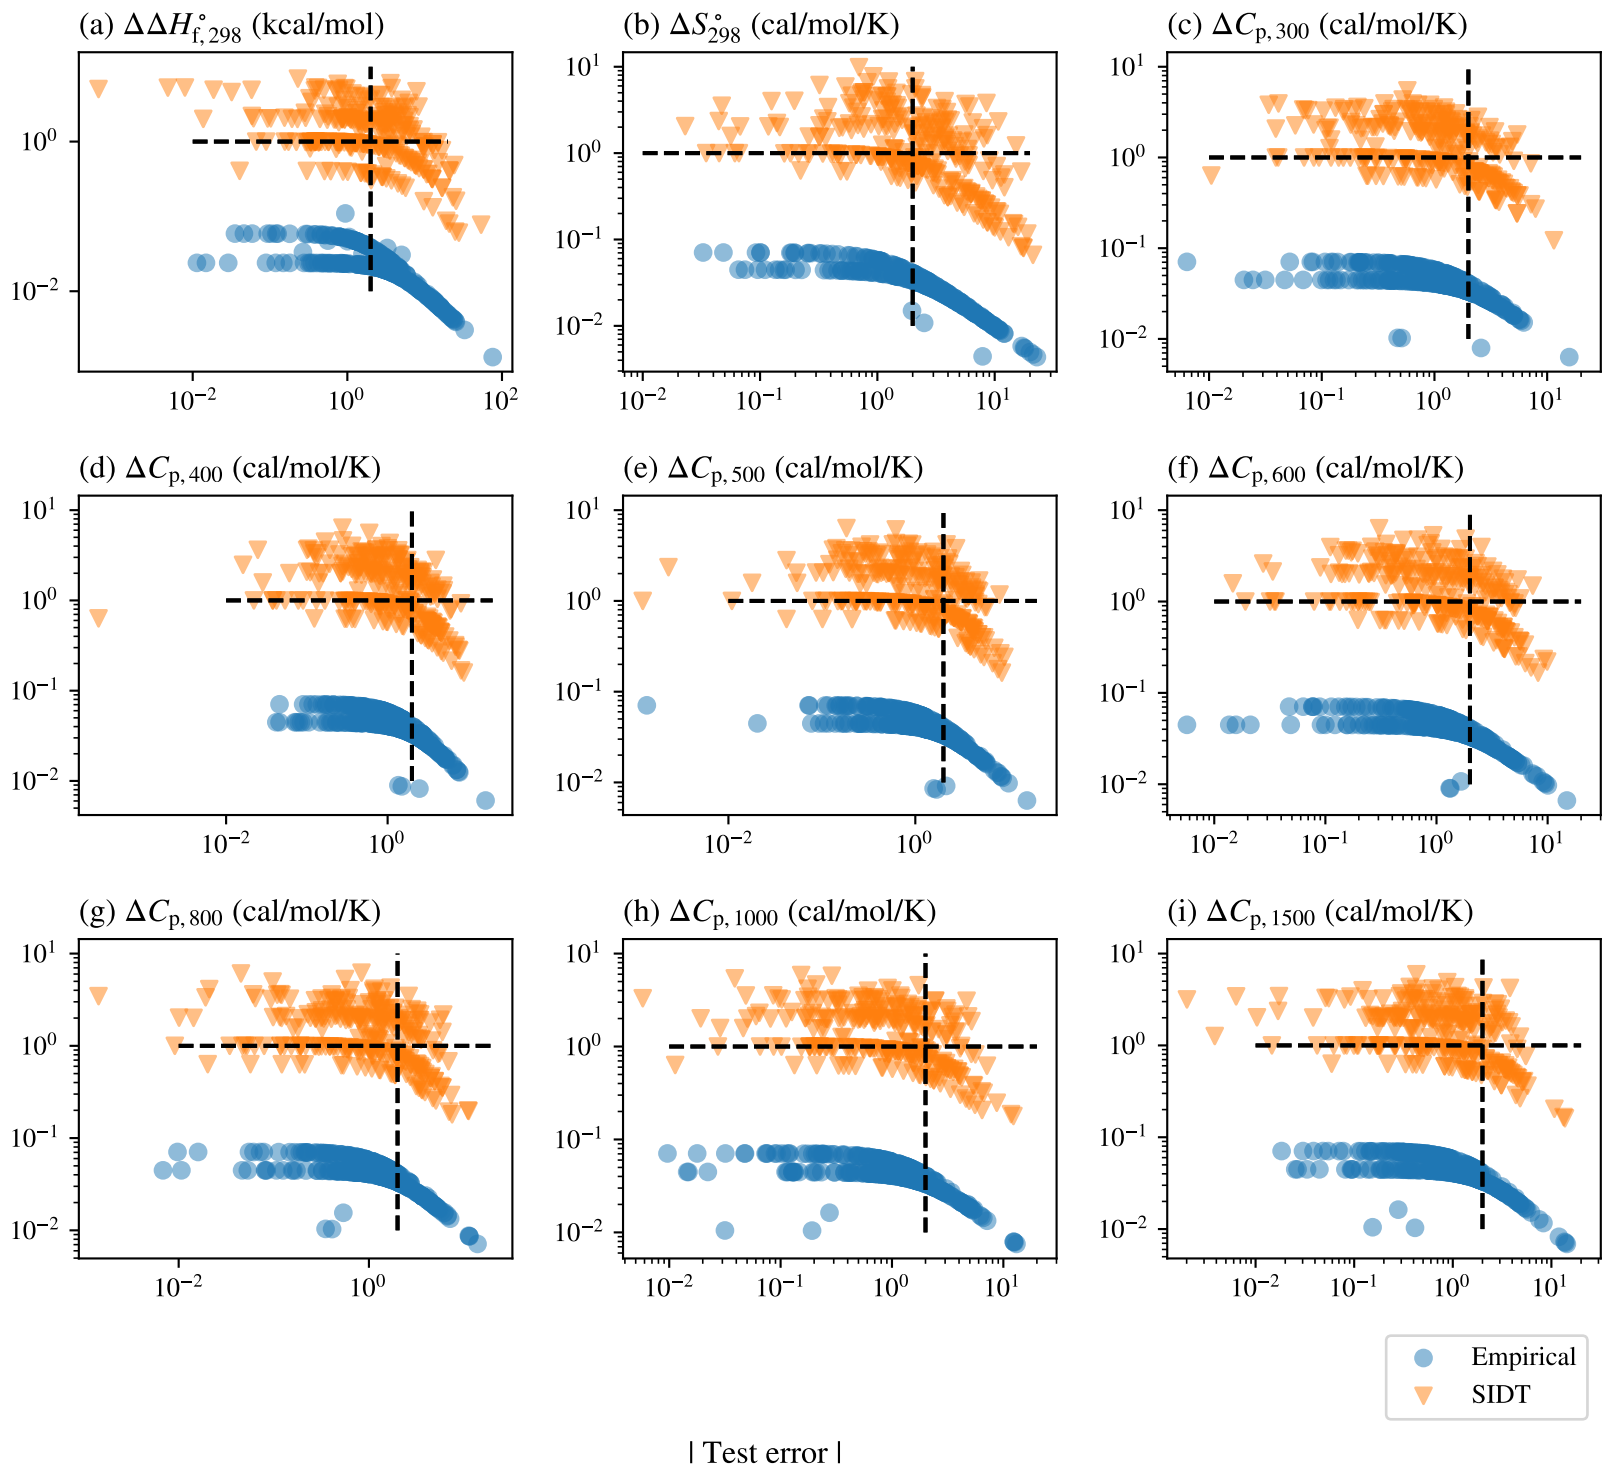 (a) ΔΔH°f, 298 (kcal/mol)
(b) ΔS°298 (cal/mol/K)
(c) ΔCp, 300 (cal/mol/K)
10^0
10^−2
10^−2 10^0 10^2
10^1
10^0
10^−1
10^−2
10^−2 10^−1 10^0 10^1
10^1
10^0
10^−1
10^−2
10^−2 10^−1 10^0 10^1
(d) ΔCp, 400 (cal/mol/K)
(e) ΔCp, 500 (cal/mol/K)
(f) ΔCp, 600 (cal/mol/K)
10^1
10^0
10^−1
10^−2
10^−2 10^0
10^1
10^0
10^−1
10^−2
10^−2 10^0
10^1
10^0
10^−1
10^−2
10^−2 10^−1 10^0 10^1
(g) ΔCp, 800 (cal/mol/K)
(h) ΔCp, 1000 (cal/mol/K)
(i) ΔCp, 1500 (cal/mol/K)
10^1
10^0
10^−1
10^−2
10^−2 10^0
10^1
10^0
10^−1
10^−2
10^−2 10^−1 10^0 10^1
10^1
10^0
10^−1
10^−2
10^−2 10^−1 10^0 10^1
Empirical
SIDT
| Test error |